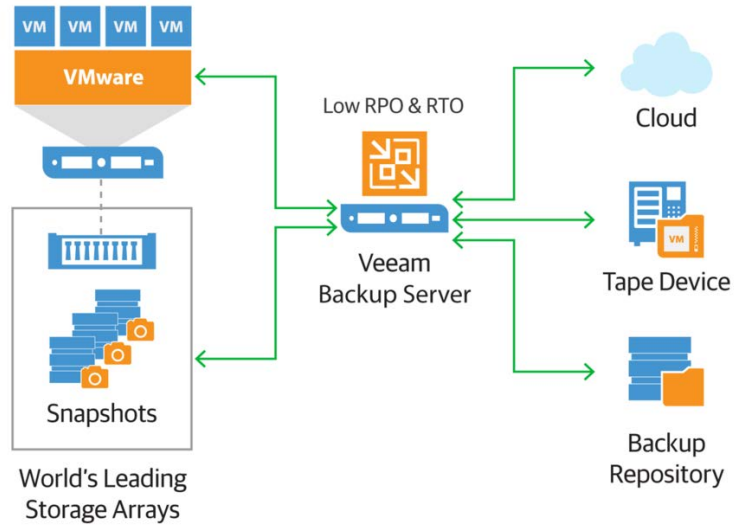 VM VM VM VM
VMware
Low RPO & RTO
Veeam
Backup Server
Snapshots
World's Leading
Storage Arrays
Cloud
VM
Tape Device
Backup
Repository